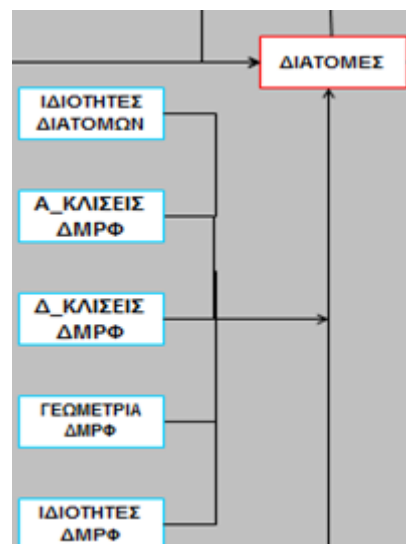 ΔΙΑΤΟΜΕΣ
ΙΔΙΟΤΗΤΕΣ
ΔΙΑΤΟΜΩΝ
Α_ΚΛΙΣΕΙΣ
ΔΜΡΦ
Δ_ΚΛΙΣΕΙΣ
ΔΜΡΦ
ΓΕΩΜΕΤΡΙΑ
ΔΜΡΦ
ΙΔΙΟΤΗΤΕΣ
ΔΜΡΦ